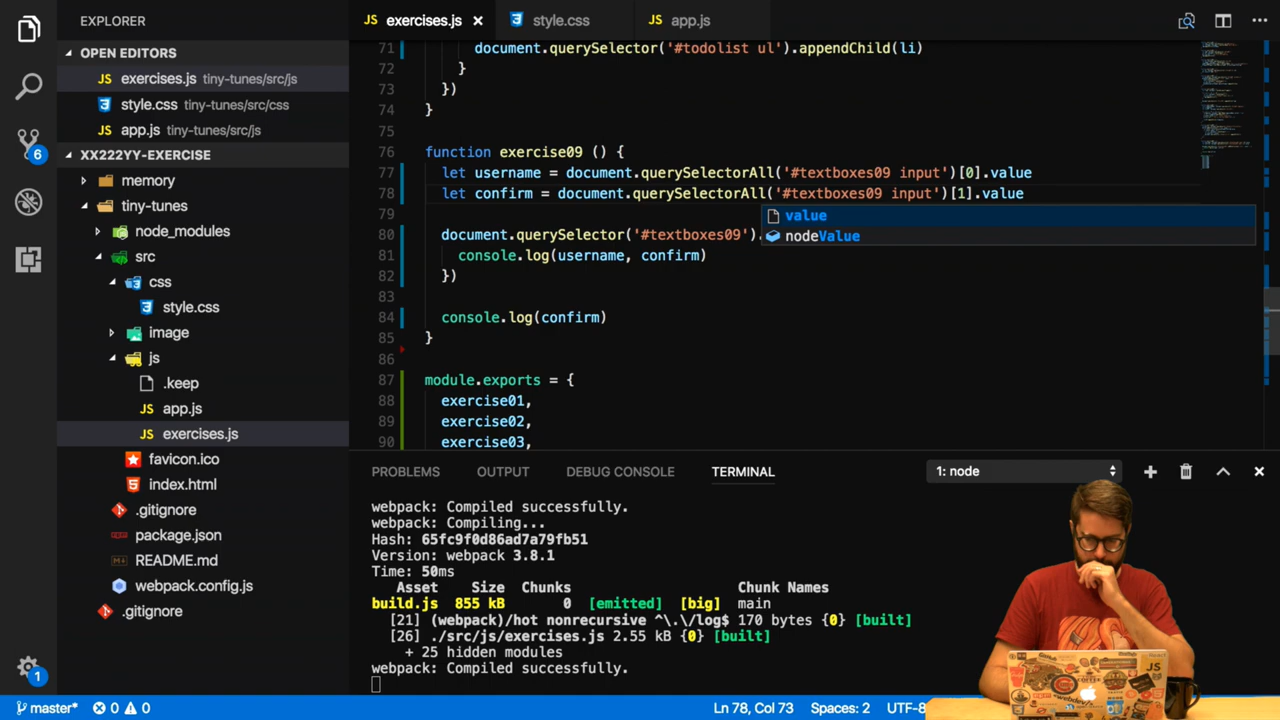 EXPLORER
OPEN EDITORS
JS exercises.js tiny-tunes/src/js
style.css tiny-tunes/src/css
JS app.js tiny-tunes/src/js
XX222YY-EXERCISE
memory
tiny-tunes
node_modules
src
css
style.css
image
js
.keep
JS app.js
JS exercises.js
favicon.ico
index.html
.gitignore
package.json
README.md
webpack.config.js
.gitignore
6
1
JS exercises.js
style.css
JS app.js
71 document.querySelector('#todolist ul').appendChild(li)
72 }
73 })
74 }
75
76 function exercise09 () {
77 let username = document.querySelectorAll('#textboxes09 input')[0].value
78 let confirm = document.querySelectorAll('#textboxes09 input')[1].value
value
nodeValue
79
80 document.querySelector('#textboxes09').
81 console.log(username, confirm)
82 })
83
84 console.log(confirm)
85 }
86
87 module.exports = {
88 exercise01,
89 exercise02,
90 exercise03,
PROBLEMS OUTPUT DEBUG CONSOLE TERMINAL 1: node
webpack: Compiled successfully.
webpack: Compiling...
Hash: 65fc9f0d86ad7a79fb51
Version: webpack 3.8.1
Time: 50ms
Asset Size Chunks Chunk Names
build.js 855 kB 0 [emitted] [big] main
[21] (webpack)/hot nonrecursive ^\.\/log$ 170 bytes {0} [built]
[26] ./src/js/exercises.js 2.55 kB {0} [built]
+ 25 hidden modules
webpack: Compiled successfully.
master* 0 0 Ln 78, Col 73 Spaces: 2 UTF-8
JS